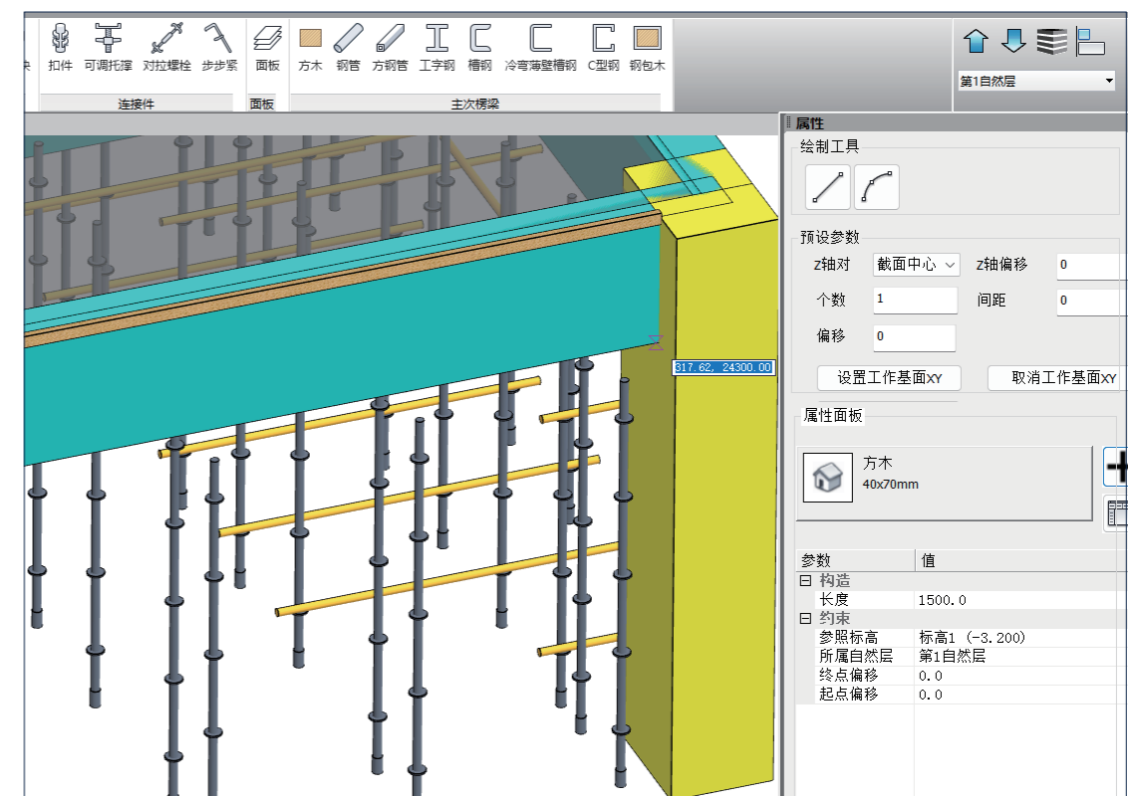 扣件 可调托撑 对拉螺栓 步步紧 面板 方木 钢管 方钢管 工字钢 槽钢 冷弯薄壁槽钢 C型钢 钢包木
连接件 面板 主次楞梁
第1自然层
属性
绘制工具
预设参数
Z轴对 截面中心 Z轴偏移 0
个数 1 间距 0
偏移 0
317.62, 24300.00
设置工作基面XY 取消工作基面XY
属性面板
方木
40x70mm
参数 值
构造
长度 1500.0
约束
参照标高 标高1 (-3.200)
所属自然层 第1自然层
终点偏移 0.0
起点偏移 0.0